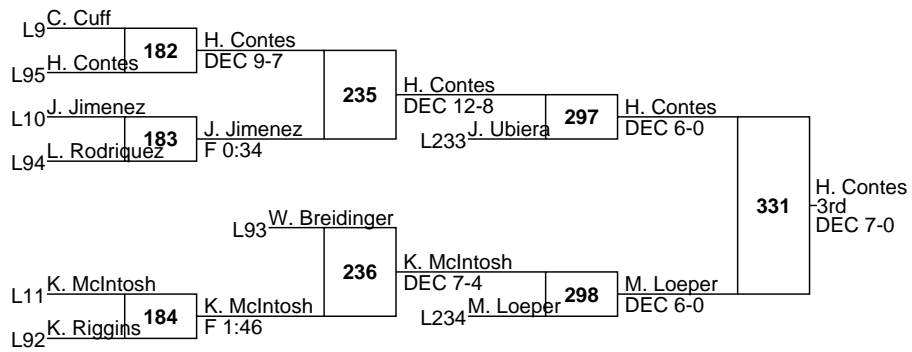 L9 C. Cuff
182
H. Contes
DEC 9-7
L95 H. Contes
235
H. Contes
DEC 12-8
L10 J. Jimenez
183
J. Jimenez
F 0:34
L94 L. Rodriquez
L233 J. Ubiera
297
H. Contes
DEC 6-0
331
H. Contes
3rd
DEC 7-0
L93 W. Breidinger
236
K. McIntosh
DEC 7-4
L11 K. McIntosh
184
K. McIntosh
F 1:46
L92 K. Riggins
L234 M. Loeper
298
M. Loeper
DEC 6-0